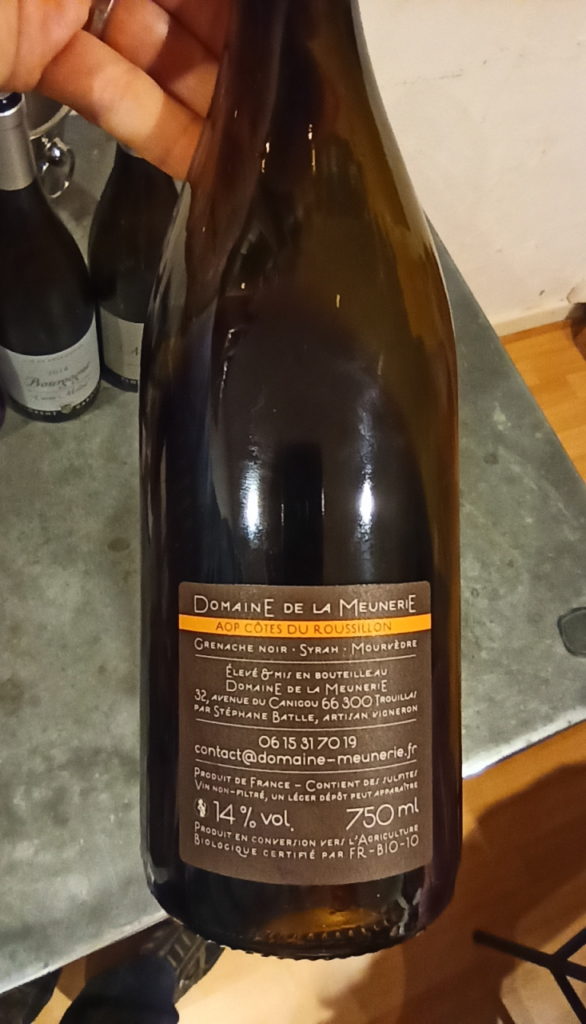 Domaine de la Meunerie
AOP Côtes du Roussillon
Grenache noir · Syrah · Mourvèdre
Élevé & mis en bouteille au
Domaine de la Meunerie
32, avenue du Canigou 66 300 Trouillas
par Stéphane Batlle, artisan vigneron
06 15 31 70 19
contact@domaine-meunerie.fr
Produit de France – Contient des sulfites
Vin non-filtré, un léger dépôt peut apparaître
14 % vol. 750 ml
Produit en conversion vers l'Agriculture
Biologique certifié par FR-BIO-10
2014
Bourgogne